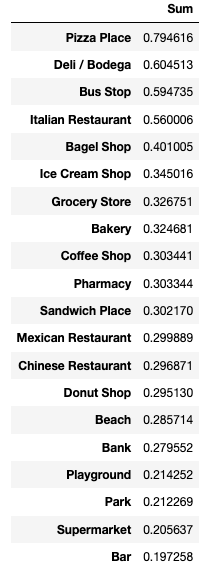 Sum
Pizza Place 0.794616
Deli / Bodega 0.604513
Bus Stop 0.594735
Italian Restaurant 0.560006
Bagel Shop 0.401005
Ice Cream Shop 0.345016
Grocery Store 0.326751
Bakery 0.324681
Coffee Shop 0.303441
Pharmacy 0.303344
Sandwich Place 0.302170
Mexican Restaurant 0.299889
Chinese Restaurant 0.296871
Donut Shop 0.295130
Beach 0.285714
Bank 0.279552
Playground 0.214252
Park 0.212269
Supermarket 0.205637
Bar 0.197258